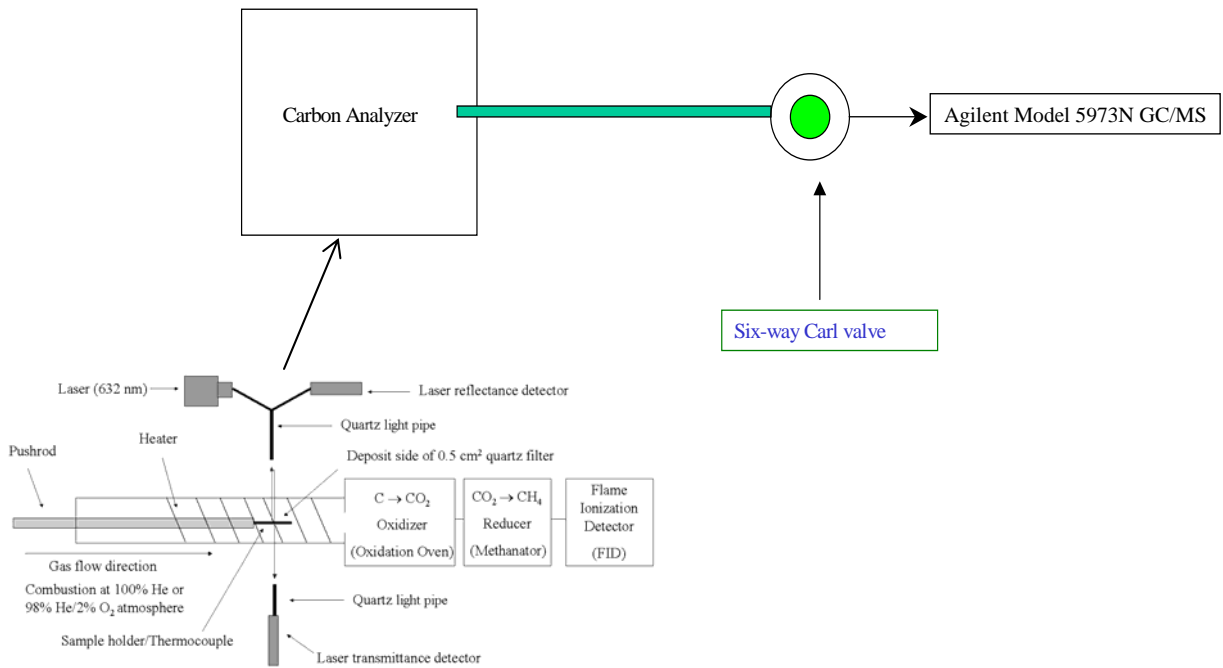 Carbon Analyzer
Agilent Model 5973N GC/MS
Six-way Carl valve
Laser (632 nm)
Laser reflectance detector
Quartz light pipe
Heater
Pushrod
Deposit side of 0.5 cm² quartz filter
C → CO₂
Oxidizer
(Oxidation Oven)
CO₂ → CH₄
Reducer
(Methanator)
Flame
Ionization
Detector
(FID)
Gas flow direction
Combustion at 100% He or
98% He/2% O₂ atmosphere
Quartz light pipe
Sample holder/Thermocouple
Laser transmittance detector